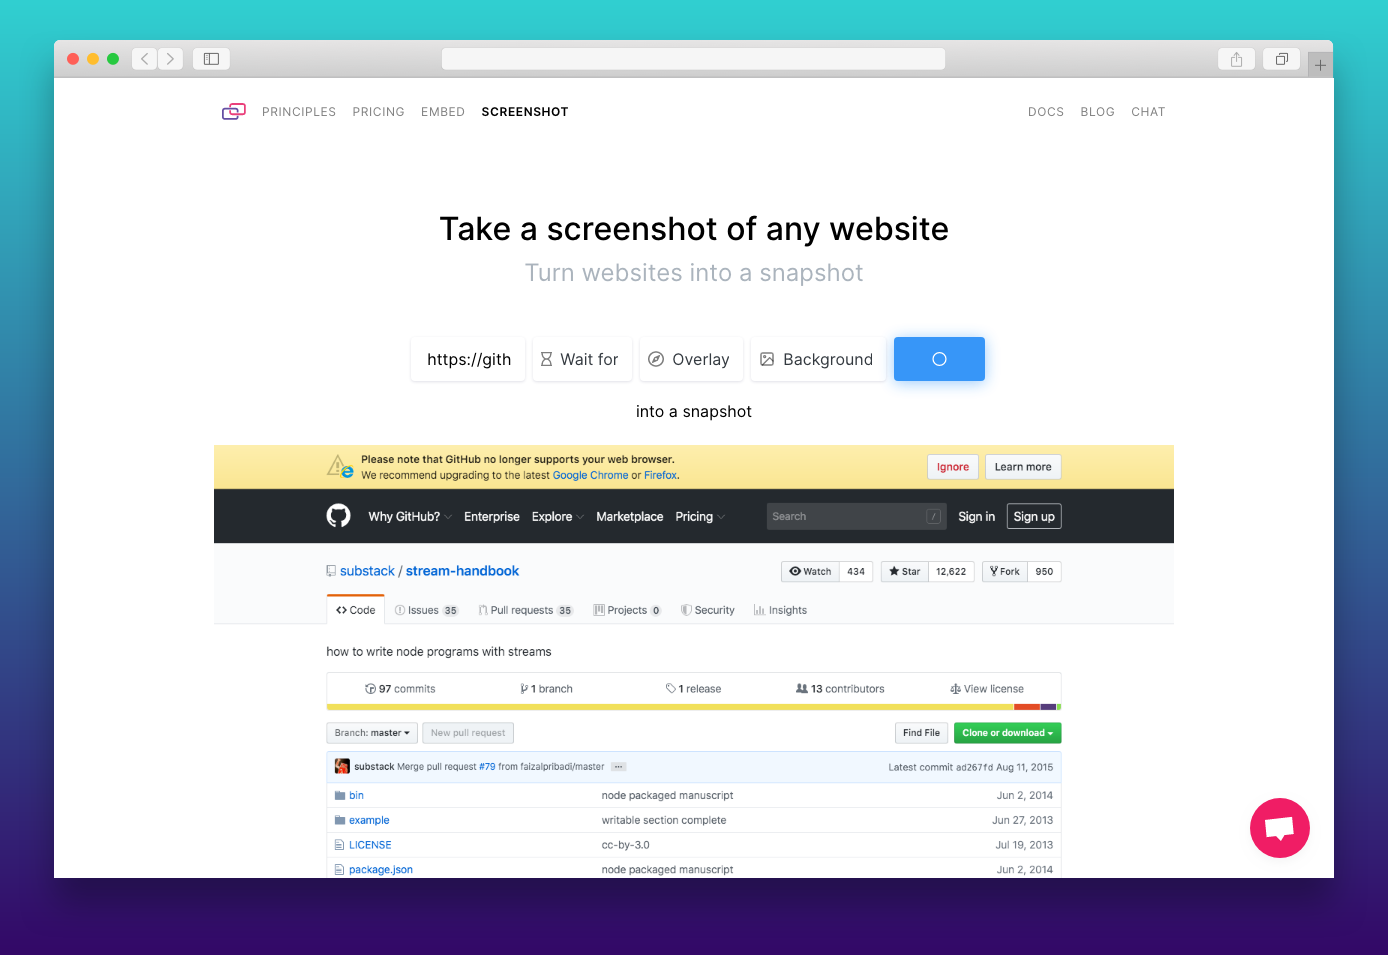 PRINCIPLES PRICING EMBED SCREENSHOT DOCS BLOG CHAT
Take a screenshot of any website
Turn websites into a snapshot
https://gith Wait for Overlay Background
into a snapshot
Please note that GitHub no longer supports your web browser.
We recommend upgrading to the latest Google Chrome or Firefox.
Ignore Learn more
Why GitHub? Enterprise Explore Marketplace Pricing Search / Sign in Sign up
substack / stream-handbook Watch 434 Star 12,622 Fork 950
Code Issues 35 Pull requests 35 Projects 0 Security Insights
how to write node programs with streams
97 commits 1 branch 1 release 13 contributors View license
Branch: master New pull request Find File Clone or download
substack Merge pull request #79 from faizalpribadi/master ... Latest commit ad267fd Aug 11, 2015
bin node packaged manuscript Jun 2, 2014
example writable section complete Jun 27, 2013
LICENSE cc-by-3.0 Jul 19, 2013
package.json node packaged manuscript Jun 2, 2014